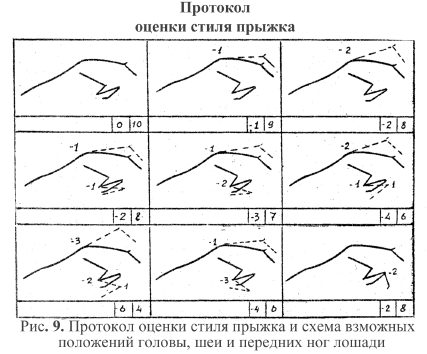 Протокол
оценки стиля прыжка
-1 -2
0 10 -1 9 -2 8
-1 -1 -2
-1 -2 1
-2 8 -3 7 -4 6
-3 -1
-2 -3 -2
1
-6 4 -4 6 -2 8
Рис. 9. Протокол оценки стиля прыжка и схема взможных
положений головы, шеи и передних ног лошади